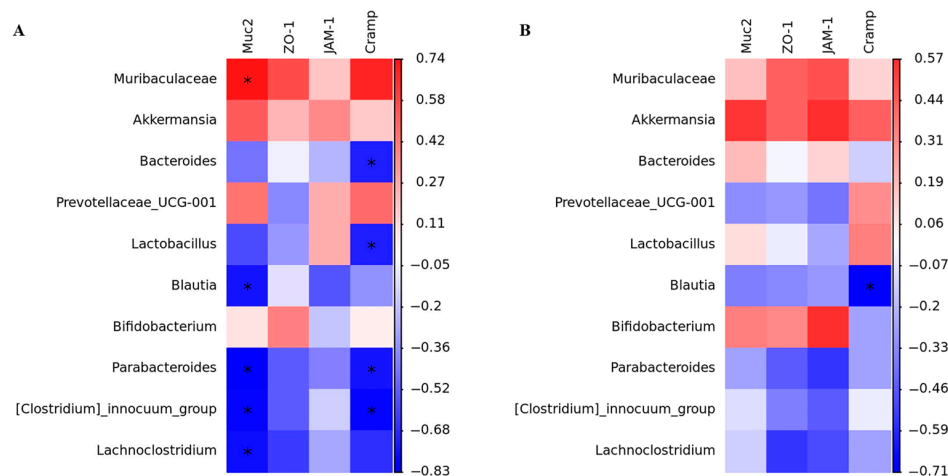 A
Muc2 ZO-1 JAM-1 Cramp
Muribaculaceae *
Akkermansia
Bacteroides *
Prevotellaceae_UCG-001
Lactobacillus *
Blautia *
Bifidobacterium
Parabacteroides * *
[Clostridium]_innocuum_group * *
Lachnoclostridium *
0.74
0.58
0.42
0.27
0.11
−0.05
−0.2
−0.36
−0.52
−0.68
−0.83
B
Muc2 ZO-1 JAM-1 Cramp
Muribaculaceae
Akkermansia
Bacteroides
Prevotellaceae_UCG-001
Lactobacillus
Blautia *
Bifidobacterium
Parabacteroides
[Clostridium]_innocuum_group
Lachnoclostridium
0.57
0.44
0.31
0.19
0.06
−0.07
−0.2
−0.33
−0.46
−0.59
−0.71